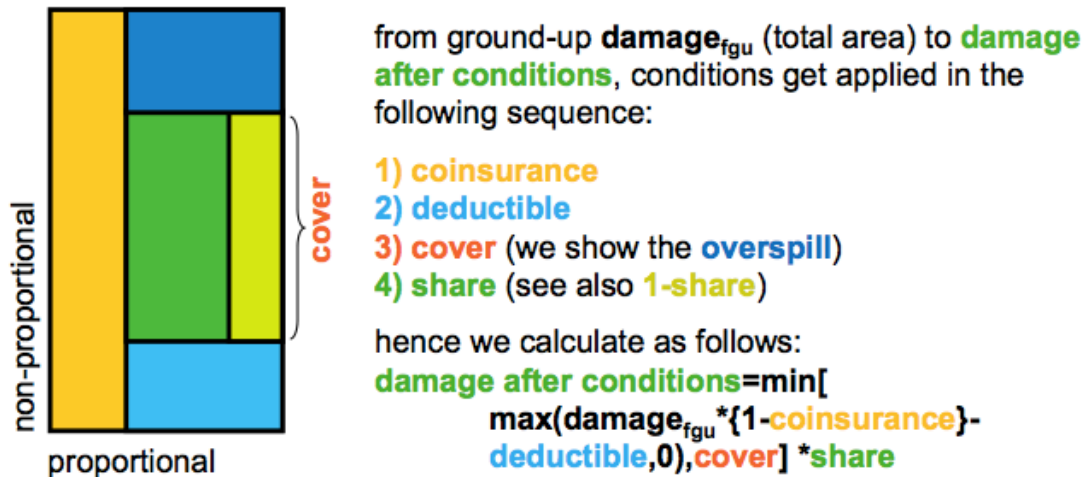 non-proportional
proportional
cover
from ground-up damagefgu (total area) to damage
after conditions, conditions get applied in the
following sequence:
1) coinsurance
2) deductible
3) cover (we show the overspill)
4) share (see also 1-share)
hence we calculate as follows:
damage after conditions=min[
max(damagefgu*{1-coinsurance}-
deductible,0),cover] *share